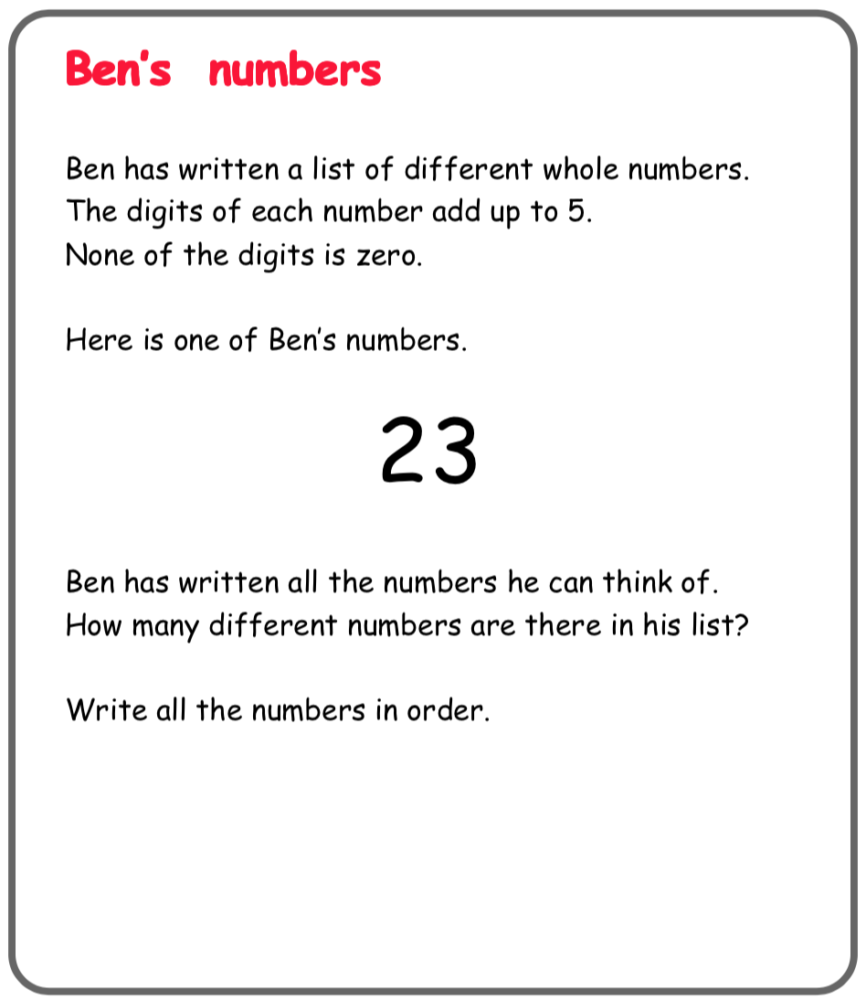 Ben's numbers
Ben has written a list of different whole numbers.
The digits of each number add up to 5.
None of the digits is zero.
Here is one of Ben's numbers.
23
Ben has written all the numbers he can think of.
How many different numbers are there in his list?
Write all the numbers in order.